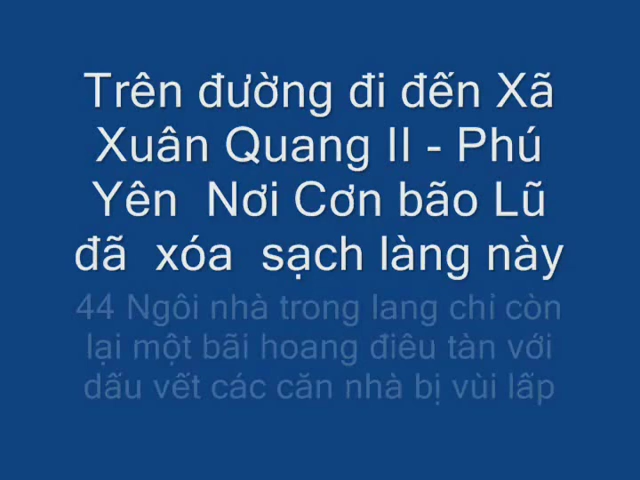 Trên đường đi đến Xã
Xuân Quang II - Phú
Yên Nơi Cơn bão Lũ
đã xóa sạch làng này
44 Ngôi nhà trong lang chỉ còn
lại một bãi hoang điêu tàn với
dấu vết các căn nhà bị vùi lấp